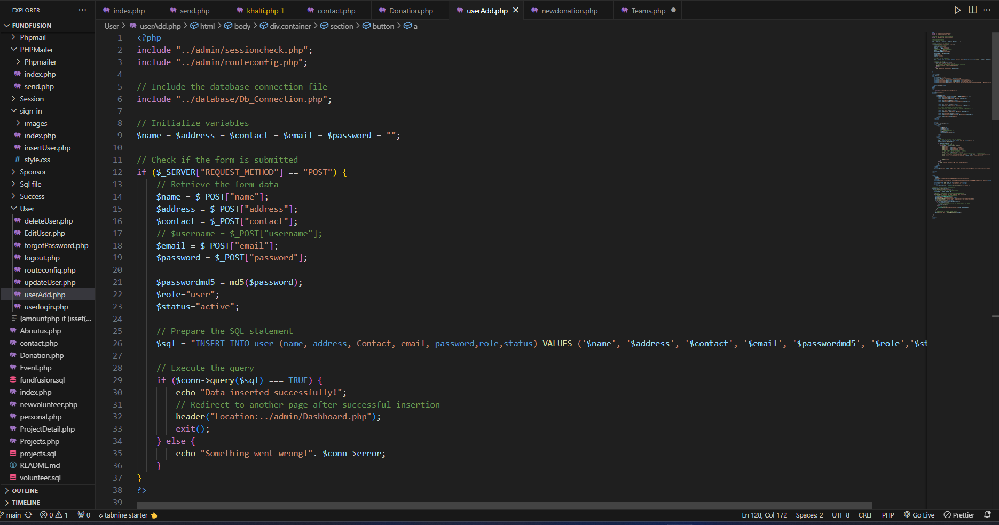 EXPLORER
FUNDFUSION
Phpmail
PHPMailer
Phpmailer
index.php
send.php
Session
sign-in
images
index.php
insertUser.php
# style.css
Sponsor
Sql file
Success
User
deleteUser.php
EditUser.php
forgotPassword.php
logout.php
routeconfig.php
updateUser.php
userAdd.php
userlogin.php
{amountphp if (isset(...
Aboutus.php
contact.php
Donation.php
Event.php
fundfusion.sql
index.php
newvolunteer.php
personal.php
ProjectDetail.php
Projects.php
projects.sql
README.md
volunteer.sql
OUTLINE
TIMELINE
index.php
send.php
khalti.php 1
contact.php
Donation.php
userAdd.php
newdonation.php
Teams.php
User > userAdd.php > html > body > div.container > section > button > a
1 <?php
2 include "../admin/sessioncheck.php";
3 include "../admin/routeconfig.php";
4
5 // Include the database connection file
6 include "../database/Db_Connection.php";
7
8 // Initialize variables
9 $name = $address = $contact = $email = $password = "";
10
11 // Check if the form is submitted
12 if ($_SERVER["REQUEST_METHOD"] == "POST") {
13 // Retrieve the form data
14 $name = $_POST["name"];
15 $address = $_POST["address"];
16 $contact = $_POST["contact"];
17 // $username = $_POST["username"];
18 $email = $_POST["email"];
19 $password = $_POST["password"];
20
21 $passwordmd5 = md5($password);
22 $role="user";
23 $status="active";
24
25 // Prepare the SQL statement
26 $sql = "INSERT INTO user (name, address, Contact, email, password,role,status) VALUES ('$name', '$address', '$contact', '$email', '$passwordmd5', '$role','$st
27
28 // Execute the query
29 if ($conn->query($sql) === TRUE) {
30 echo "Data inserted successfully!";
31 // Redirect to another page after successful insertion
32 header("Location:../admin/Dashboard.php");
33 exit();
34 } else {
35 echo "Something went wrong!". $conn->error;
36 }
37 }
38 ?>
39
main 0 1 0 tabnine starter
Ln 128, Col 172 Spaces: 2 UTF-8 CRLF PHP Go Live Prettier